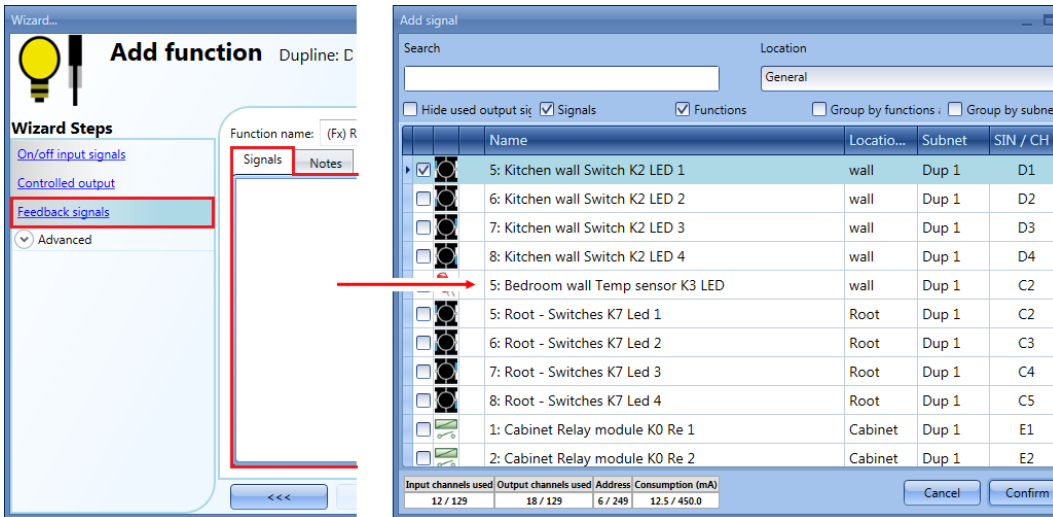 Wizard...
Add function Dupline: D
Wizard Steps
On/off input signals
Controlled output
Feedback signals
Advanced
Function name: (Fx) R
Signals Notes
<<<
Add signal
Search Location
General
Hide used output sig Signals Functions Group by functions Group by subne
Name Locatio... Subnet SIN / CH
5: Kitchen wall Switch K2 LED 1 wall Dup 1 D1
6: Kitchen wall Switch K2 LED 2 wall Dup 1 D2
7: Kitchen wall Switch K2 LED 3 wall Dup 1 D3
8: Kitchen wall Switch K2 LED 4 wall Dup 1 D4
5: Bedroom wall Temp sensor K3 LED wall Dup 1 C2
5: Root - Switches K7 Led 1 Root Dup 1 C2
6: Root - Switches K7 Led 2 Root Dup 1 C3
7: Root - Switches K7 Led 3 Root Dup 1 C4
8: Root - Switches K7 Led 4 Root Dup 1 C5
1: Cabinet Relay module K0 Re 1 Cabinet Dup 1 E1
2: Cabinet Relay module K0 Re 2 Cabinet Dup 1 E2
Input channels used Output channels used Address Consumption (mA)
12 / 129 18 / 129 6 / 249 12.5 / 450.0
Cancel Confirm